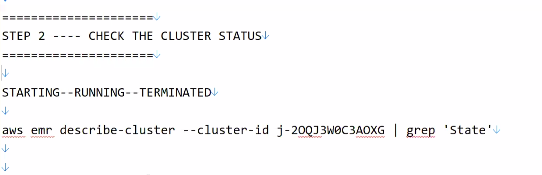 =====================
STEP 2 ---- CHECK THE CLUSTER STATUS
=====================
STARTING--RUNNING--TERMINATED
aws emr describe-cluster --cluster-id j-2OQJ3W0C3AOXG | grep 'State'